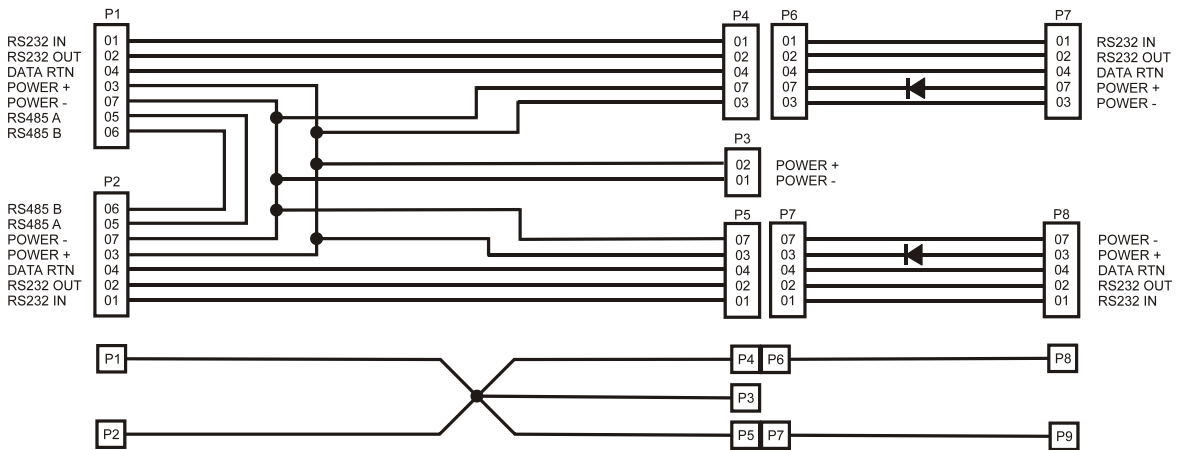 P1 P4 P6 P7
RS232 IN 01 01 01 01 RS232 IN
RS232 OUT 02 02 02 02 RS232 OUT
DATA RTN 04 04 04 04 DATA RTN
POWER + 03 07 07 07 POWER +
POWER - 07 03 03 03 POWER -
RS485 A 05
RS485 B 06
P3
02 POWER +
01 POWER -
P2 P5 P7 P8
RS485 B 06
RS485 A 05
POWER - 07 07 07 07 POWER -
POWER + 03 03 03 03 POWER +
DATA RTN 04 04 04 04 DATA RTN
RS232 OUT 02 02 02 02 RS232 OUT
RS232 IN 01 01 01 01 RS232 IN
P1 P4 P6 P8
P3
P2 P5 P7 P9